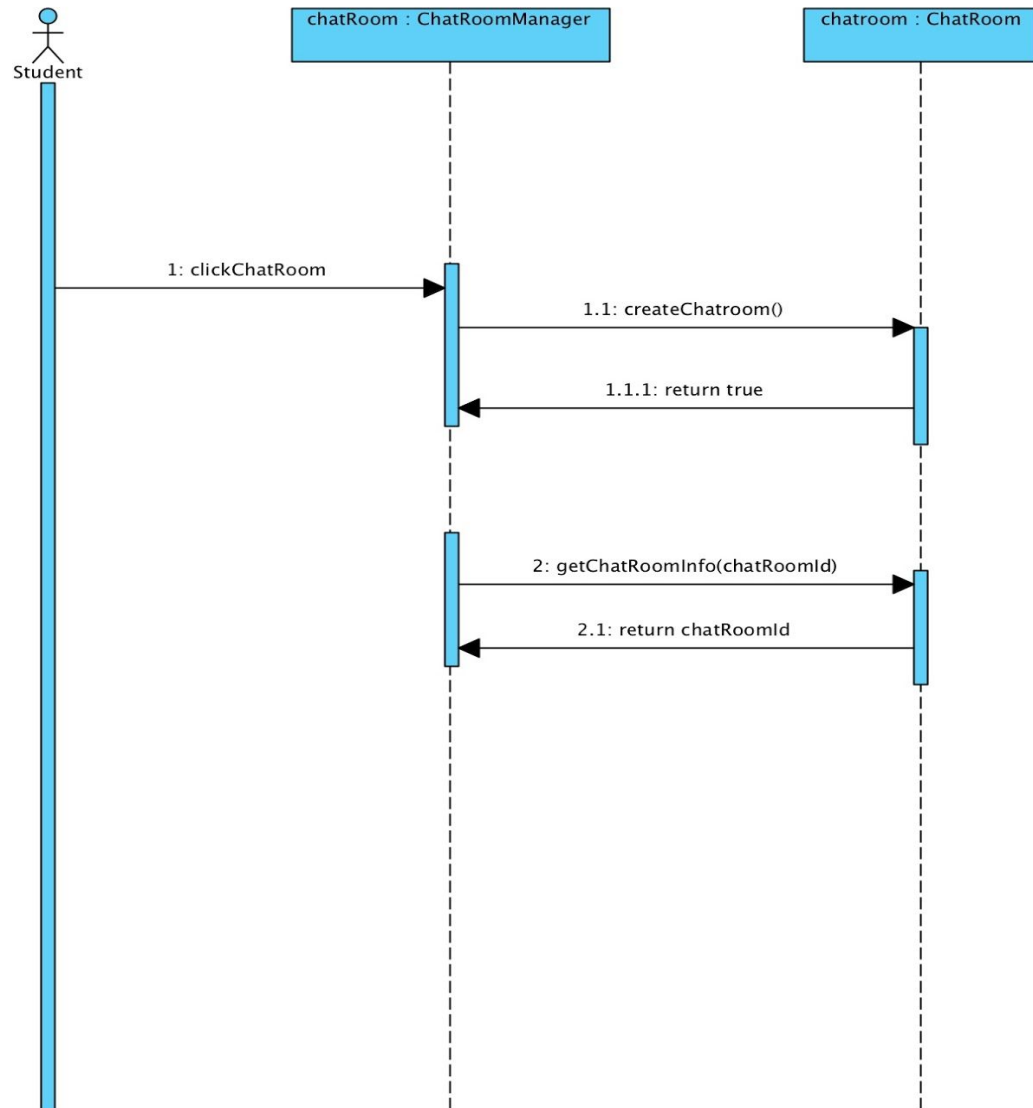 chatRoom : ChatRoomManager
chatroom : ChatRoom
Student
1: clickChatRoom
1.1: createChatroom()
1.1.1: return true
2: getChatRoomInfo(chatRoomId)
2.1: return chatRoomId